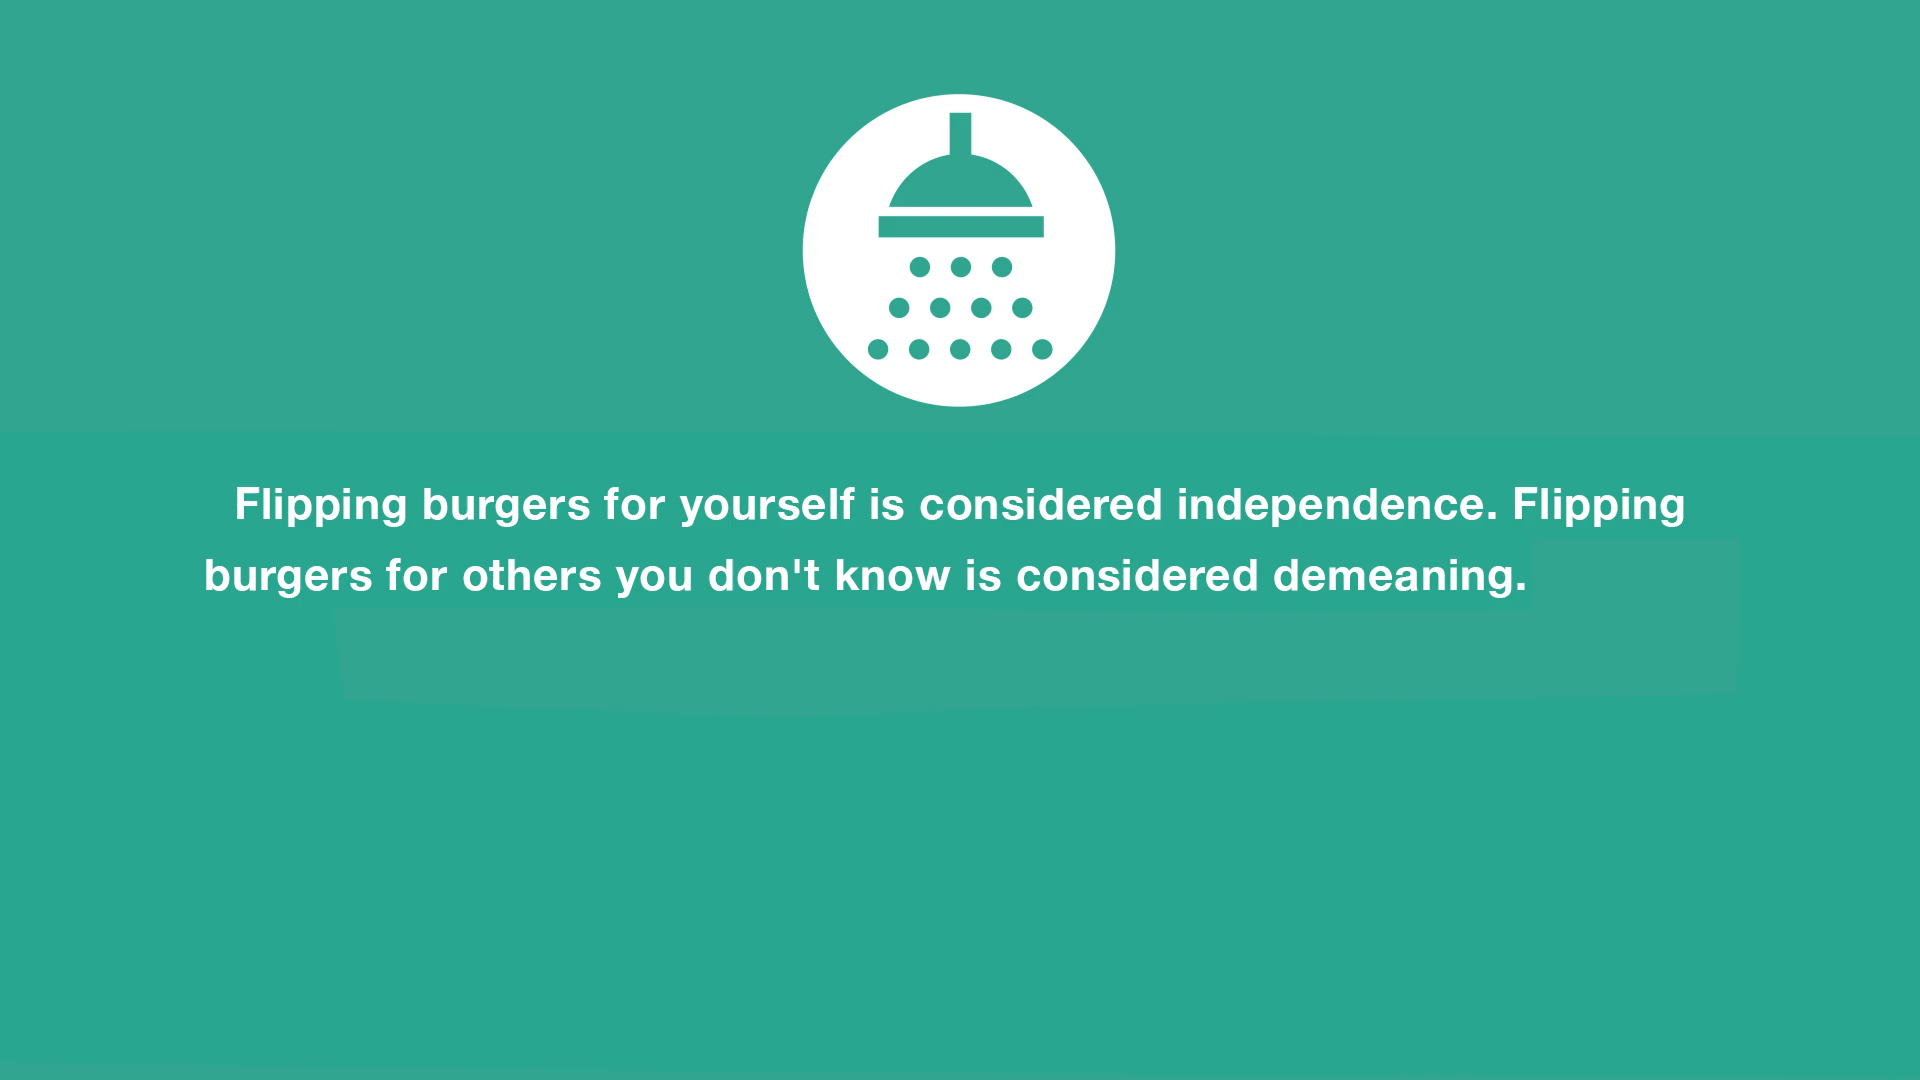 Flipping burgers for yourself is considered independence. Flipping
burgers for others you don't know is considered demeaning.